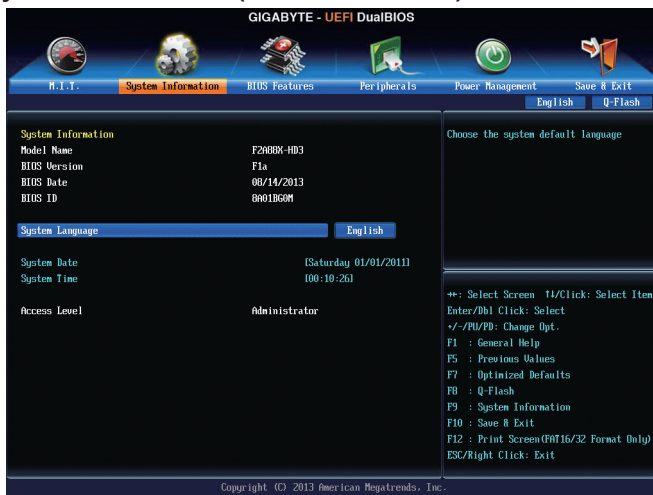 GIGABYTE - UEFI DualBIOS
M.I.T. System Information BIOS Features Peripherals Power Management Save & Exit
English Q-Flash
System Information
Model Name F2A88X-HD3
BIOS Version F1a
BIOS Date 08/14/2013
BIOS ID 8A01BG0M
System Language English
System Date [Saturday 01/01/2011]
System Time [00:10:26]
Access Level Administrator
Choose the system default language
→←: Select Screen ↑↓/Click: Select Item
Enter/Dbl Click: Select
+/-/PU/PD: Change Opt.
F1 : General Help
F5 : Previous Values
F7 : Optimized Defaults
F8 : Q-Flash
F9 : System Information
F10 : Save & Exit
F12 : Print Screen(FAT16/32 Format Only)
ESC/Right Click: Exit
Copyright (C) 2013 American Megatrends, Inc.